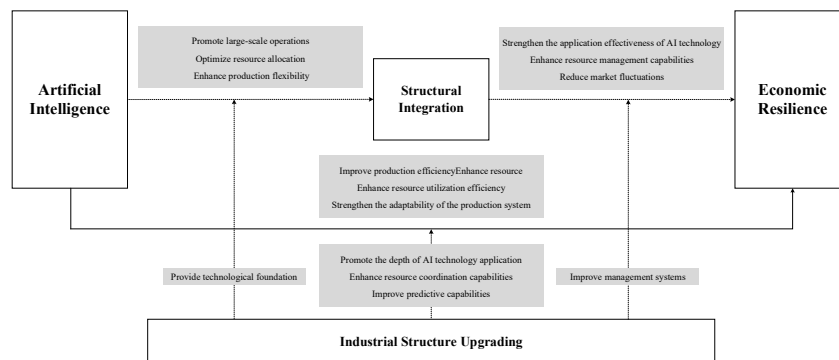 Promote large-scale operations
Optimize resource allocation
Enhance production flexibility
Strengthen the application effectiveness of AI technology
Enhance resource management capabilities
Reduce market fluctuations
Artificial
Intelligence
Structural
Integration
Economic
Resilience
Improve production efficiencyEnhance resource
Enhance resource utilization efficiency
Strengthen the adaptability of the production system
Provide technological foundation
Promote the depth of AI technology application
Enhance resource coordination capabilities
Improve predictive capabilities
Improve management systems
Industrial Structure Upgrading